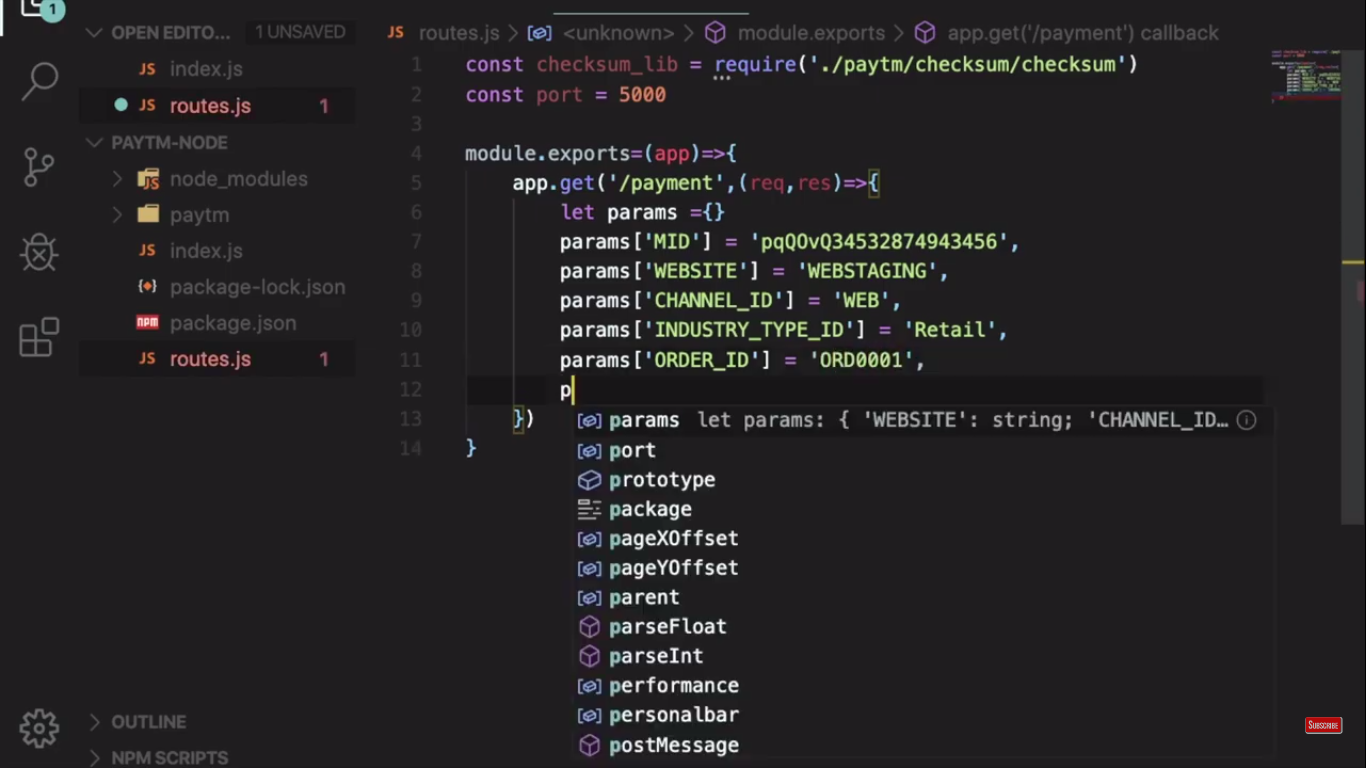 1
OPEN EDITO... 1 UNSAVED
JS index.js
JS routes.js 1
PAYTM-NODE
node_modules
paytm
JS index.js
package-lock.json
npm package.json
JS routes.js 1
OUTLINE
NPM SCRIPTS
JS routes.js > <unknown> > module.exports > app.get('/payment') callback
1 const checksum_lib = require('./paytm/checksum/checksum')
2 const port = 5000
3
4 module.exports=(app)=>{
5 app.get('/payment',(req,res)=>{
6 let params ={}
7 params['MID'] = 'pqQOvQ34532874943456',
8 params['WEBSITE'] = 'WEBSTAGING',
9 params['CHANNEL_ID'] = 'WEB',
10 params['INDUSTRY_TYPE_ID'] = 'Retail',
11 params['ORDER_ID'] = 'ORD0001',
12 p
13 })
14 }
params let params: { 'WEBSITE': string; 'CHANNEL_ID...
port
prototype
package
pageXOffset
pageYOffset
parent
parseFloat
parseInt
performance
personalbar
postMessage
SUBSCRIBE